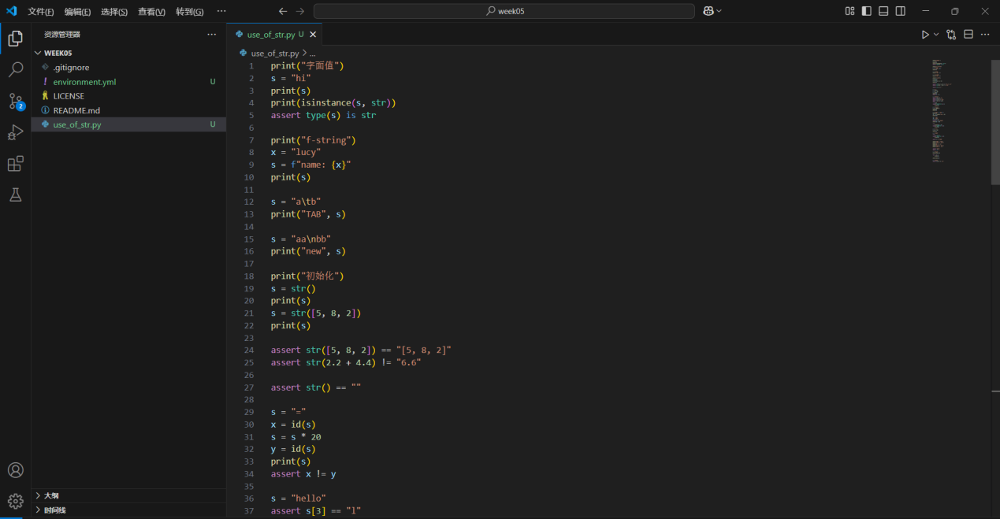 文件(F) 编辑(E) 选择(S) 查看(V) 转到(G) ··· week05
资源管理器 ···
WEEK05
.gitignore
! environment.yml U
LICENSE
README.md
use_of_str.py U
2
大纲
时间线
use_of_str.py U
use_of_str.py > ...
1 print("字面值")
2 s = "hi"
3 print(s)
4 print(isinstance(s, str))
5 assert type(s) is str
6
7 print("f-string")
8 x = "lucy"
9 s = f"name: {x}"
10 print(s)
11
12 s = "a\tb"
13 print("TAB", s)
14
15 s = "aa\nbb"
16 print("new", s)
17
18 print("初始化")
19 s = str()
20 print(s)
21 s = str([5, 8, 2])
22 print(s)
23
24 assert str([5, 8, 2]) == "[5, 8, 2]"
25 assert str(2.2 + 4.4) != "6.6"
26
27 assert str() == ""
28
29 s = "="
30 x = id(s)
31 s = s * 20
32 y = id(s)
33 print(s)
34 assert x != y
35
36 s = "hello"
37 assert s[3] == "l"